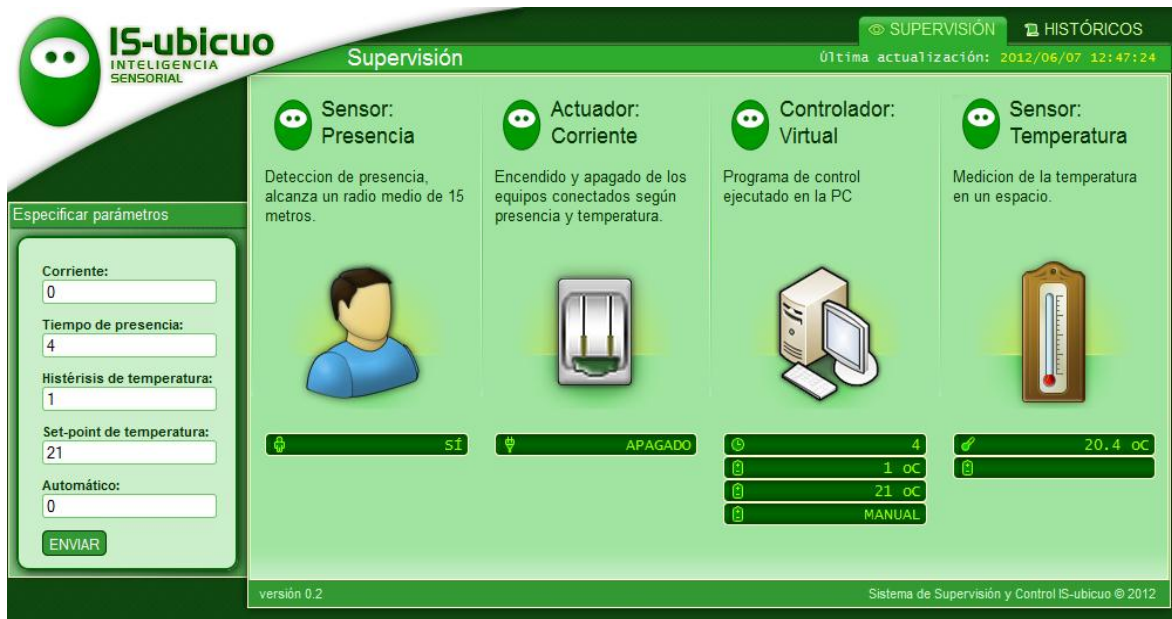 IS-ubicuo
INTELIGENCIA
SENSORIAL
SUPERVISIÓN
HISTÓRICOS
Supervisión
Última actualización: 2012/06/07 12:47:24
Especificar parámetros
Corriente:
0
Tiempo de presencia:
4
Histérisis de temperatura:
1
Set-point de temperatura:
21
Automático:
0
ENVIAR
Sensor:
Presencia
Deteccion de presencia,
alcanza un radio medio de 15
metros.
SÍ
Actuador:
Corriente
Encendido y apagado de los
equipos conectados según
presencia y temperatura.
APAGADO
Controlador:
Virtual
Programa de control
ejecutado en la PC
4
1 oC
21 oC
MANUAL
Sensor:
Temperatura
Medicion de la temperatura
en un espacio.
20.4 oC
versión 0.2
Sistema de Supervisión y Control IS-ubicuo © 2012